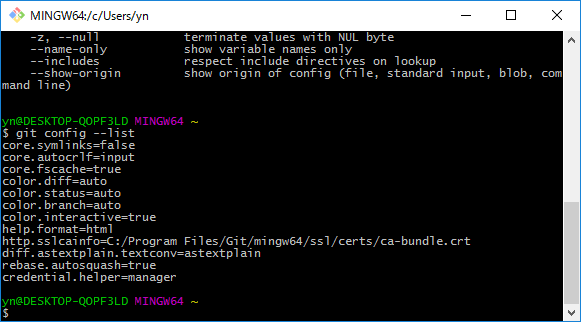 MINGW64:/c/Users/yn
-z, --null            terminate values with NUL byte
--name-only           show variable names only
--includes            respect include directives on lookup
--show-origin         show origin of config (file, standard input, blob, com
mand line)
yn@DESKTOP-QOPF3LD MINGW64 ~
$ git config --list
core.symlinks=false
core.autocrlf=input
core.fscache=true
color.diff=auto
color.status=auto
color.branch=auto
color.interactive=true
help.format=html
http.sslcainfo=C:/Program Files/Git/mingw64/ssl/certs/ca-bundle.crt
diff.astextplain.textconv=astextplain
rebase.autosquash=true
credential.helper=manager
yn@DESKTOP-QOPF3LD MINGW64 ~
$